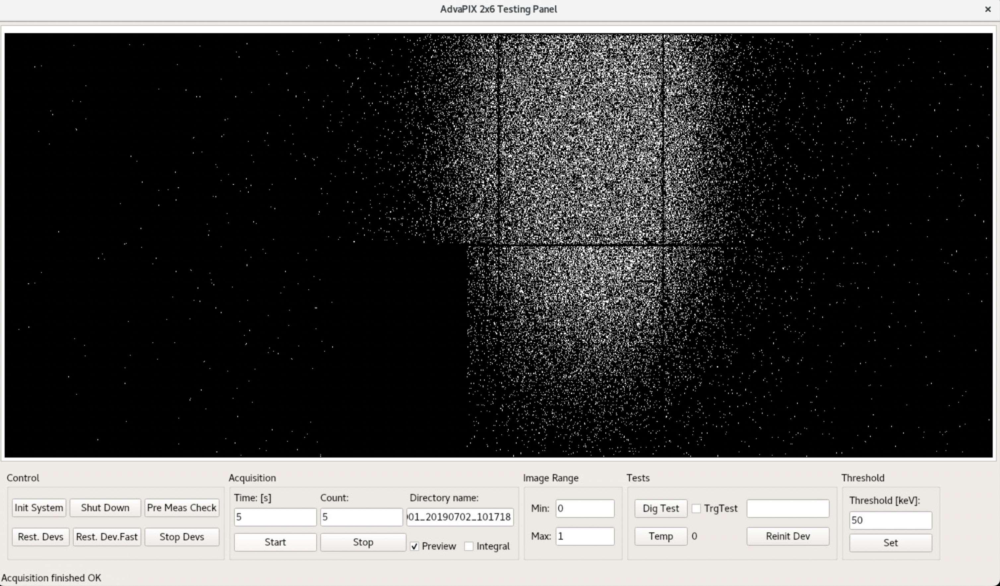 AdvaPIX 2x6 Testing Panel
Control
Init System
Shut Down
Pre Meas Check
Rest. Devs
Rest. Dev.Fast
Stop Devs
Acquisition
Time: [s]
Count:
Directory name:
5
5
01_20190702_101718
Start
Stop
Preview
Integral
Image Range
Min:
0
Max:
1
Tests
Dig Test
TrgTest
Temp
0
Reinit Dev
Threshold
Threshold [keV]:
50
Set
Acquisition finished OK